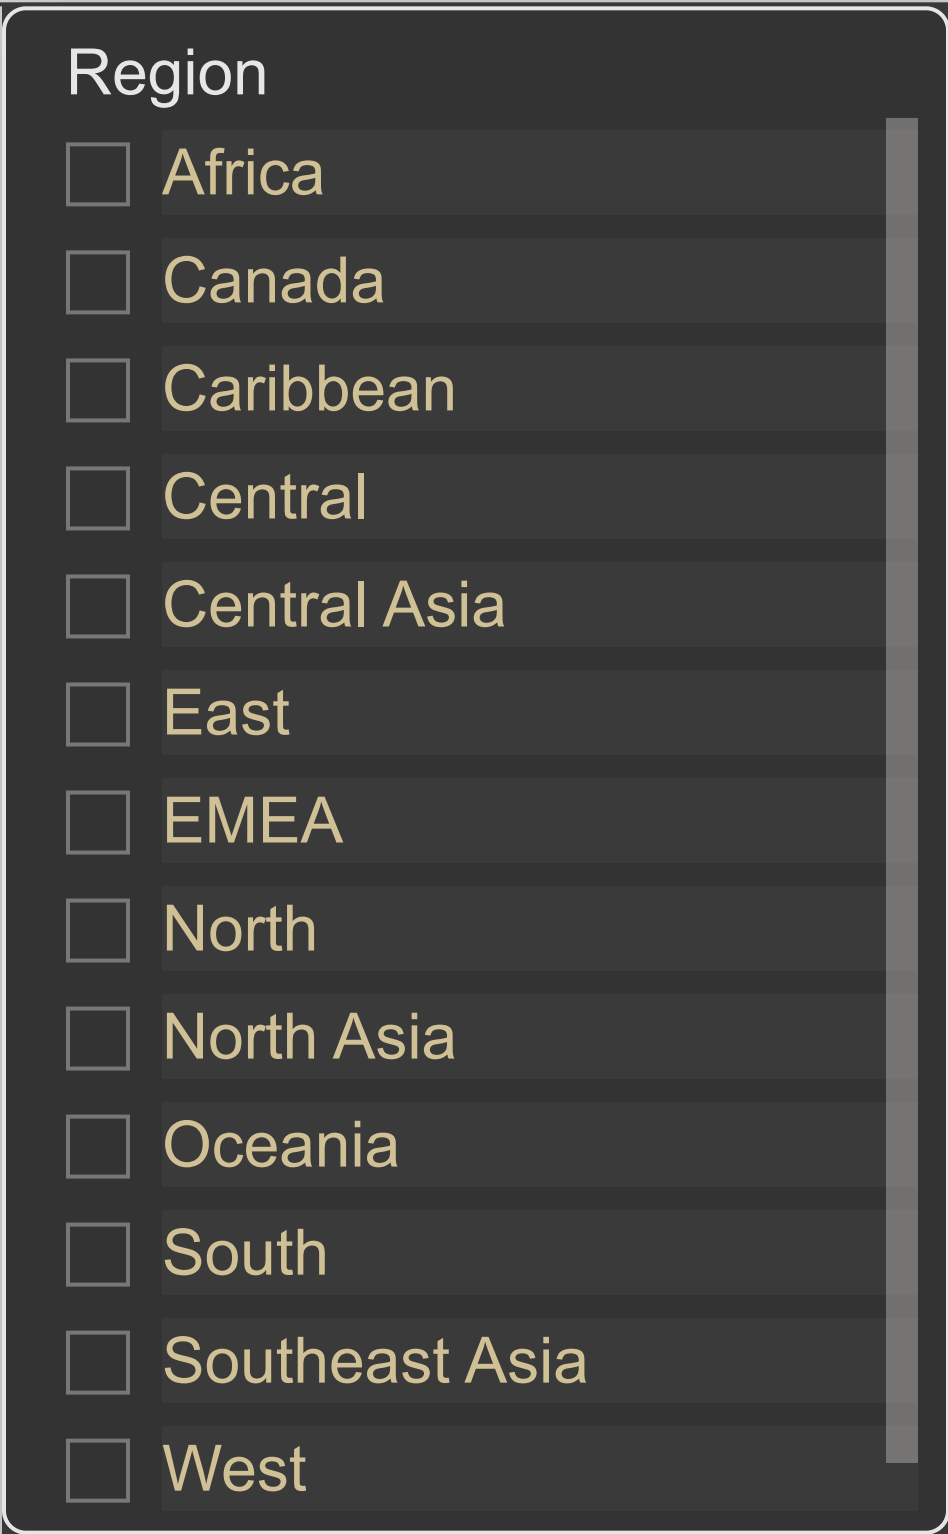 Region
Africa
Canada
Caribbean
Central
Central Asia
East
EMEA
North
North Asia
Oceania
South
Southeast Asia
West